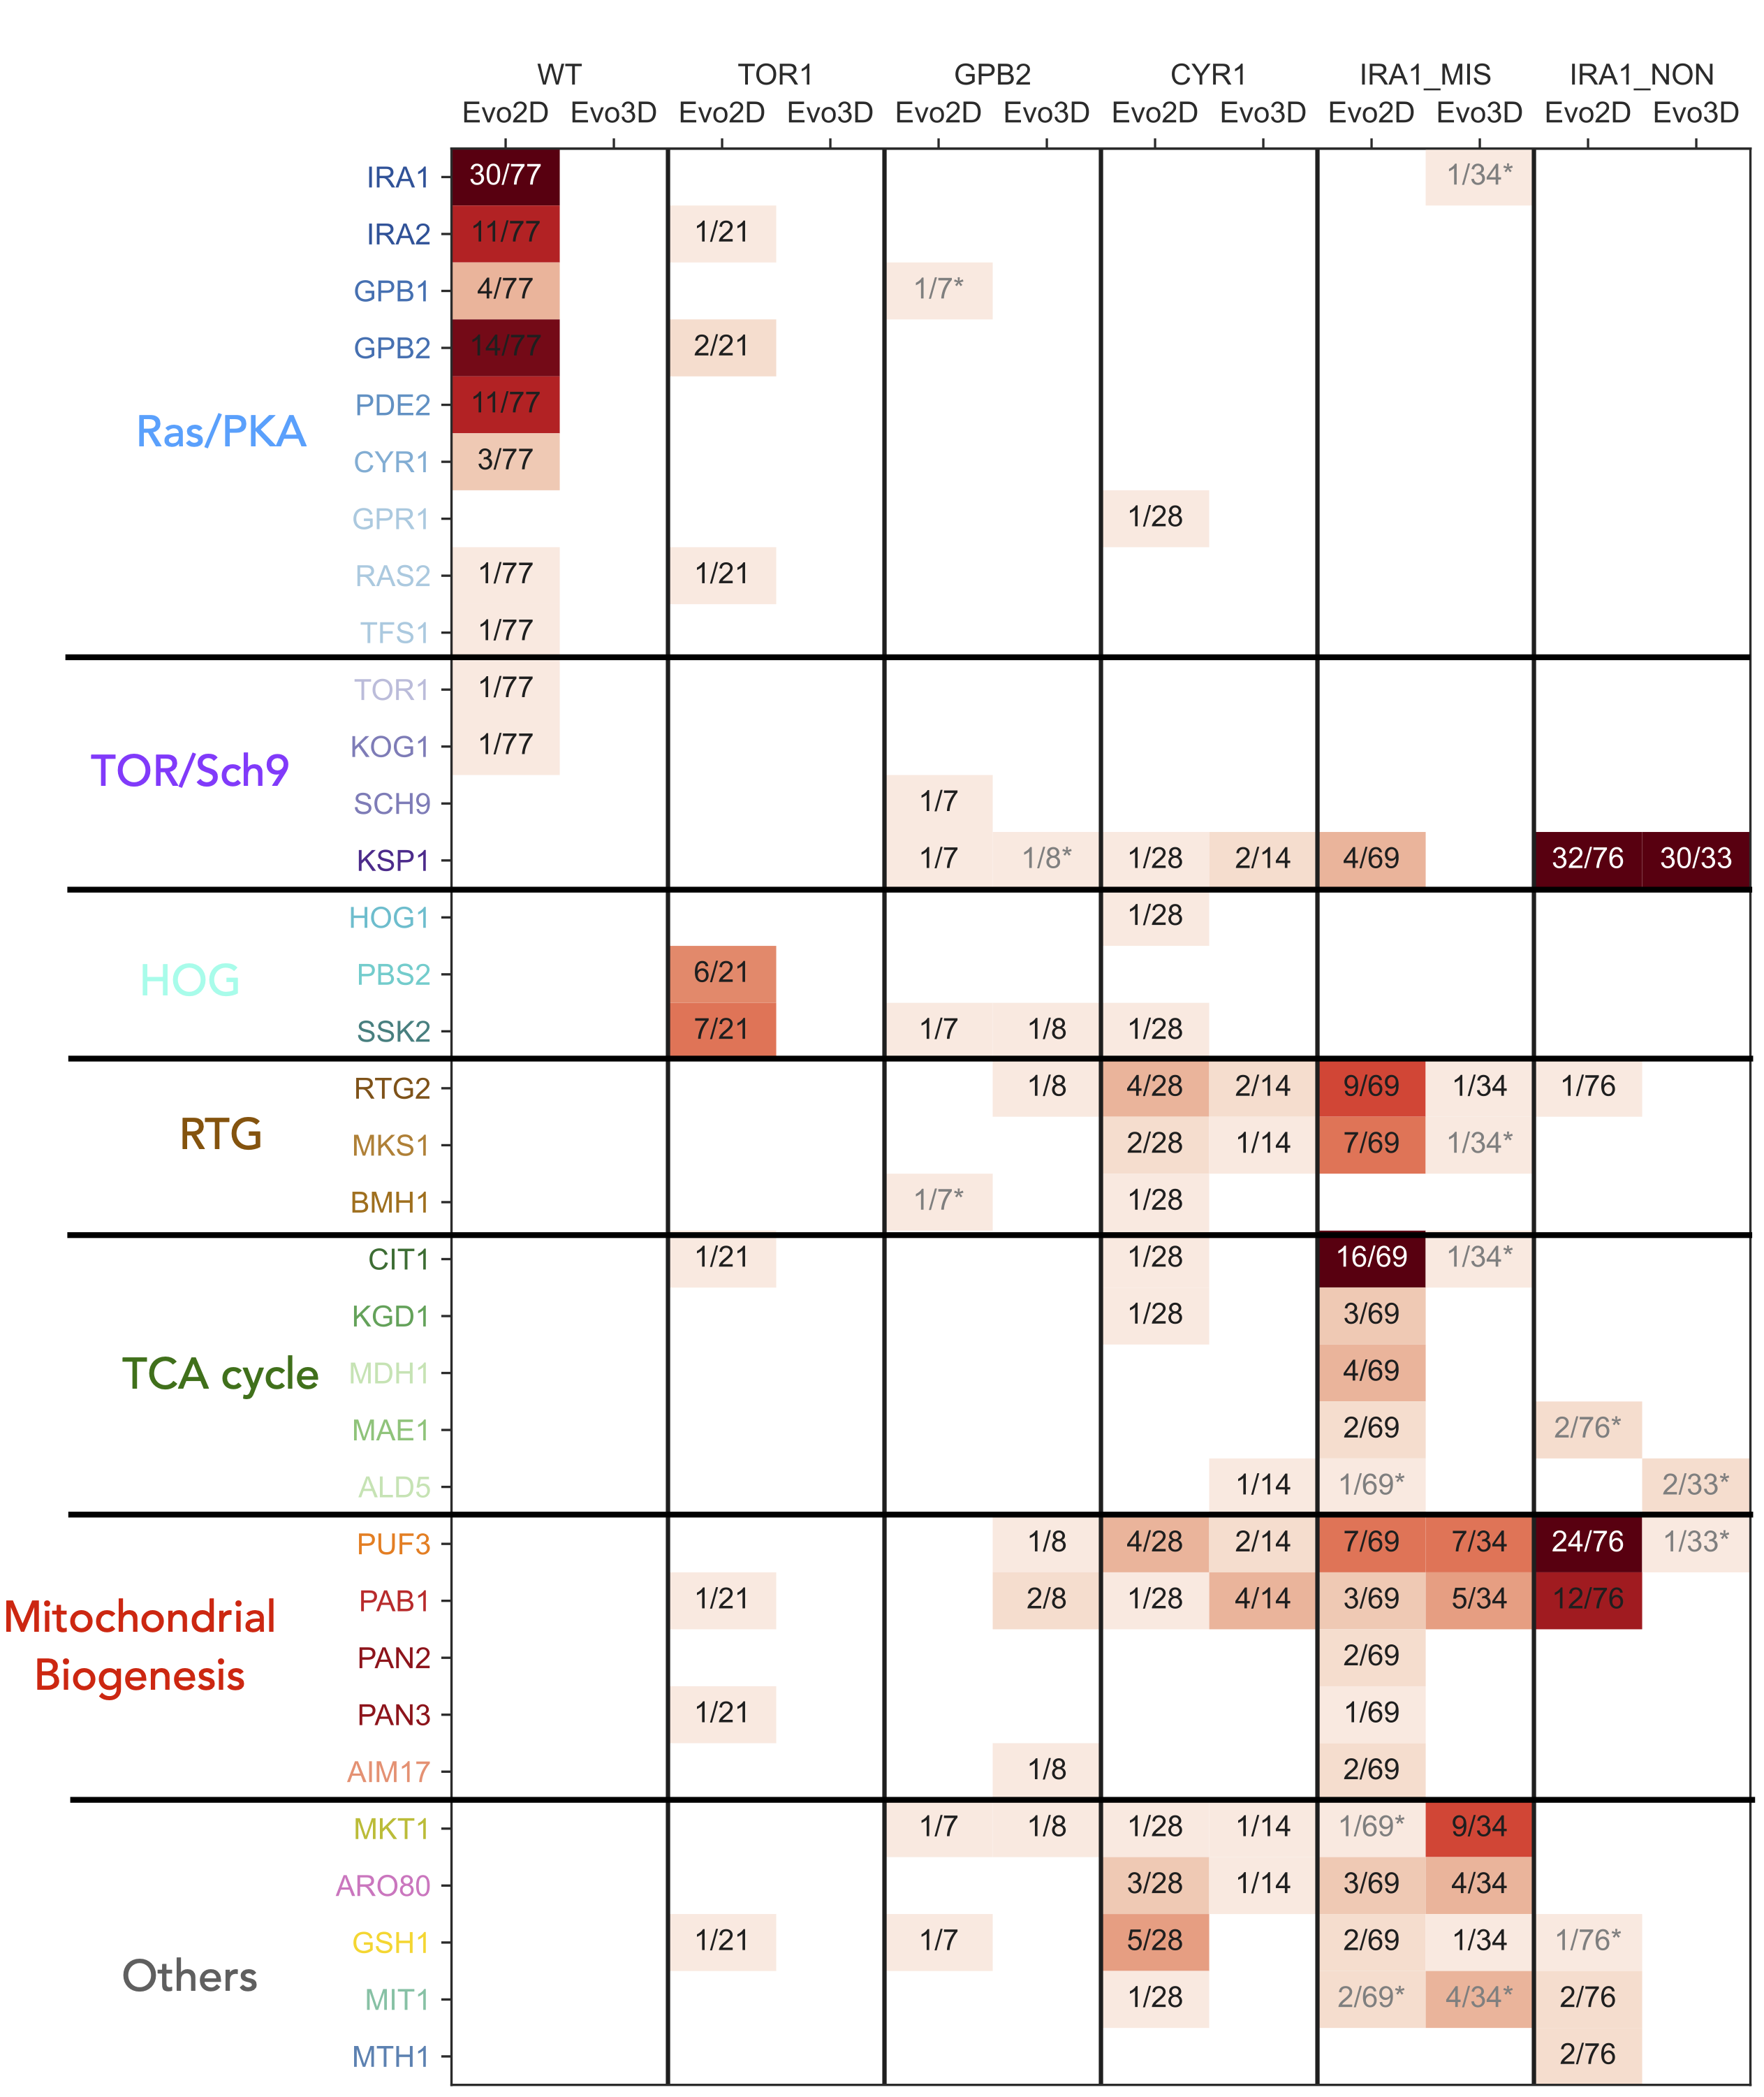 WT TOR1 GPB2 CYR1 IRA1_MIS IRA1_NON
Evo2D Evo3D Evo2D Evo3D Evo2D Evo3D Evo2D Evo3D Evo2D Evo3D Evo2D Evo3D
IRA1 30/77 1/34*
IRA2 11/77 1/21
GPB1 4/77 1/7*
GPB2 14/77 2/21
PDE2 11/77
Ras/PKA
CYR1 3/77
GPR1 1/28
RAS2 1/77 1/21
TFS1 1/77
TOR1 1/77
KOG1 1/77
TOR/Sch9
SCH9 1/7
KSP1 1/7 1/8* 1/28 2/14 4/69 32/76 30/33
HOG1 1/28
HOG PBS2 6/21
SSK2 7/21 1/7 1/8 1/28
RTG2 1/8 4/28 2/14 9/69 1/34 1/76
RTG MKS1 2/28 1/14 7/69 1/34*
BMH1 1/7* 1/28
CIT1 1/21 1/28 16/69 1/34*
KGD1 1/28 3/69
TCA cycle MDH1 4/69
MAE1 2/69 2/76*
ALD5 1/14 1/69* 2/33*
PUF3 1/8 4/28 2/14 7/69 7/34 24/76 1/33*
PAB1 1/21 2/8 1/28 4/14 3/69 5/34 12/76
Mitochondrial
Biogenesis
PAN2 2/69
PAN3 1/21 1/69
AIM17 1/8 2/69
MKT1 1/7 1/8 1/28 1/14 1/69* 9/34
ARO80 3/28 1/14 3/69 4/34
GSH1 1/21 1/7 5/28 2/69 1/34 1/76*
Others
MIT1 1/28 2/69* 4/34* 2/76
MTH1 2/76